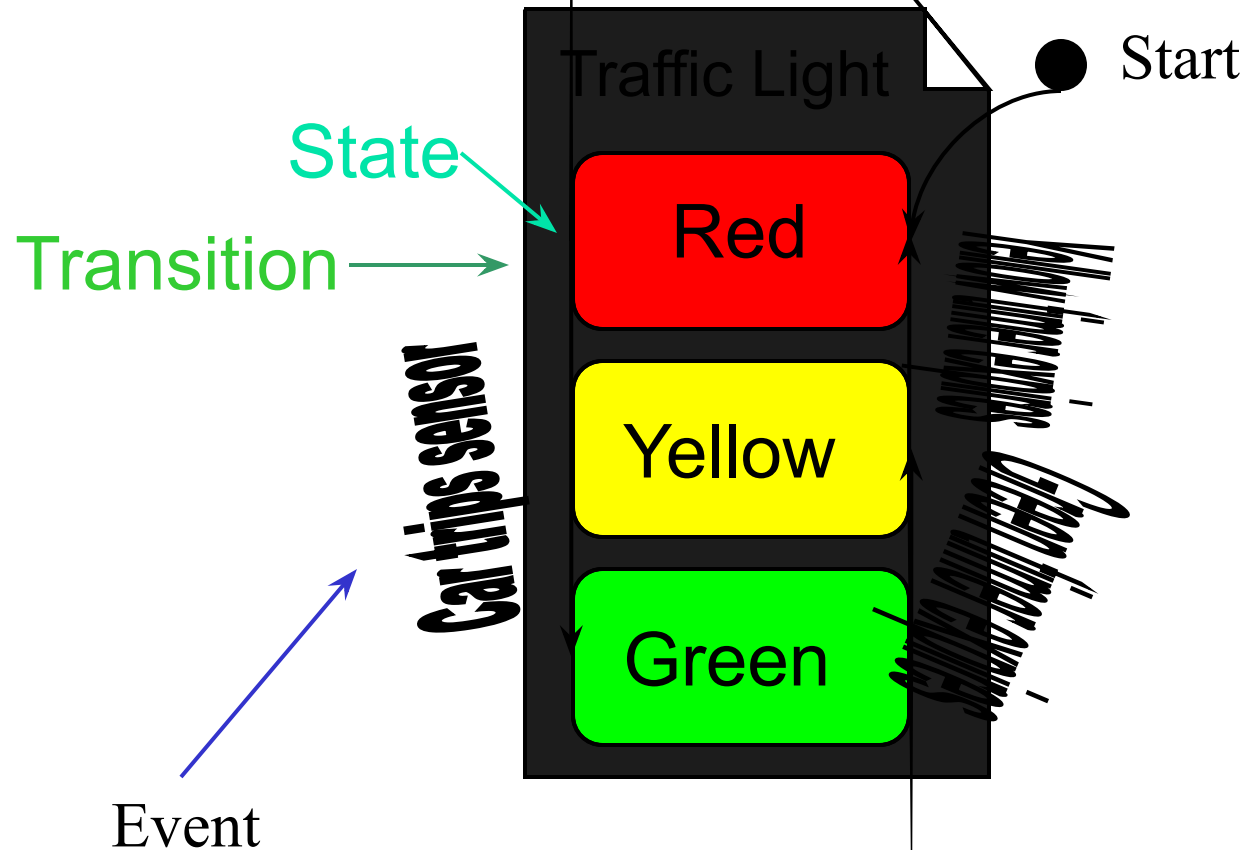 Traffic Light
Start
State
Red
Transition
Car trips sensor
Yellow
Green
Event